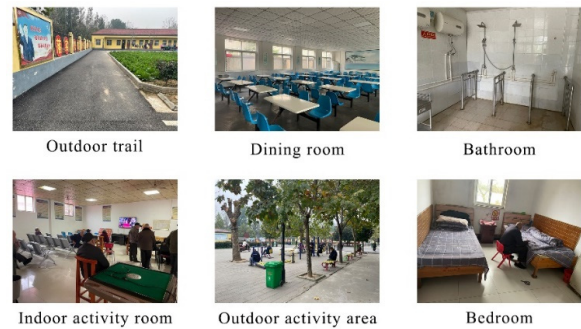 Outdoor trail
Dining room
Bathroom
Indoor activity room
Outdoor activity area
Bedroom